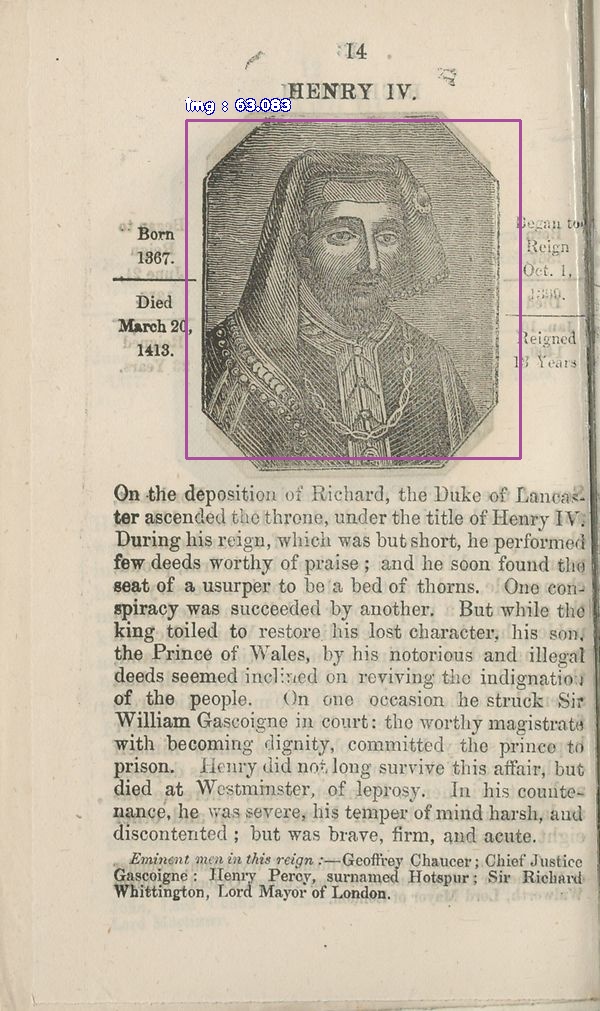 14
HENRY IV.
img : 63.083
Born
1367.
Died
March 20,
1413.
Began to
Reign
Oct. 1,
1399.
Reigned
13 Years
On the deposition of Richard, the Duke of Lancas-
ter ascended the throne, under the title of Henry IV.
During his reign, which was but short, he performed
few deeds worthy of praise; and he soon found the
seat of a usurper to be a bed of thorns. One con-
spiracy was succeeded by another. But while the
king toiled to restore his lost character, his son,
the Prince of Wales, by his notorious and illegal
deeds seemed inclined on reviving the indignation
of the people. On one occasion he struck Sir
William Gascoigne in court: the worthy magistrate
with becoming dignity, committed the prince to
prison. Henry did not long survive this affair, but
died at Westminster, of leprosy. In his counte-
nance, he was severe, his temper of mind harsh, and
discontented; but was brave, firm, and acute.
Eminent men in this reign:—Geoffrey Chaucer; Chief Justice
Gascoigne: Henry Percy, surnamed Hotspur; Sir Richard
Whittington, Lord Mayor of London.